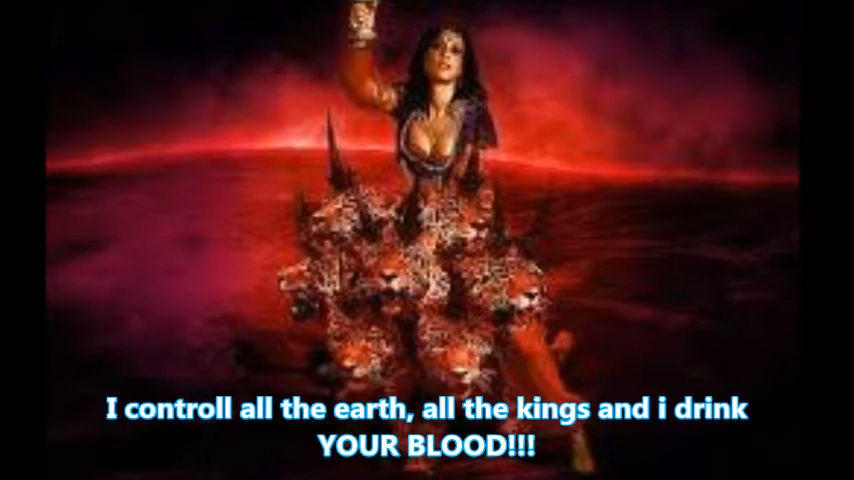 I controll all the earth, all the kings and i drink
YOUR BLOOD!!!